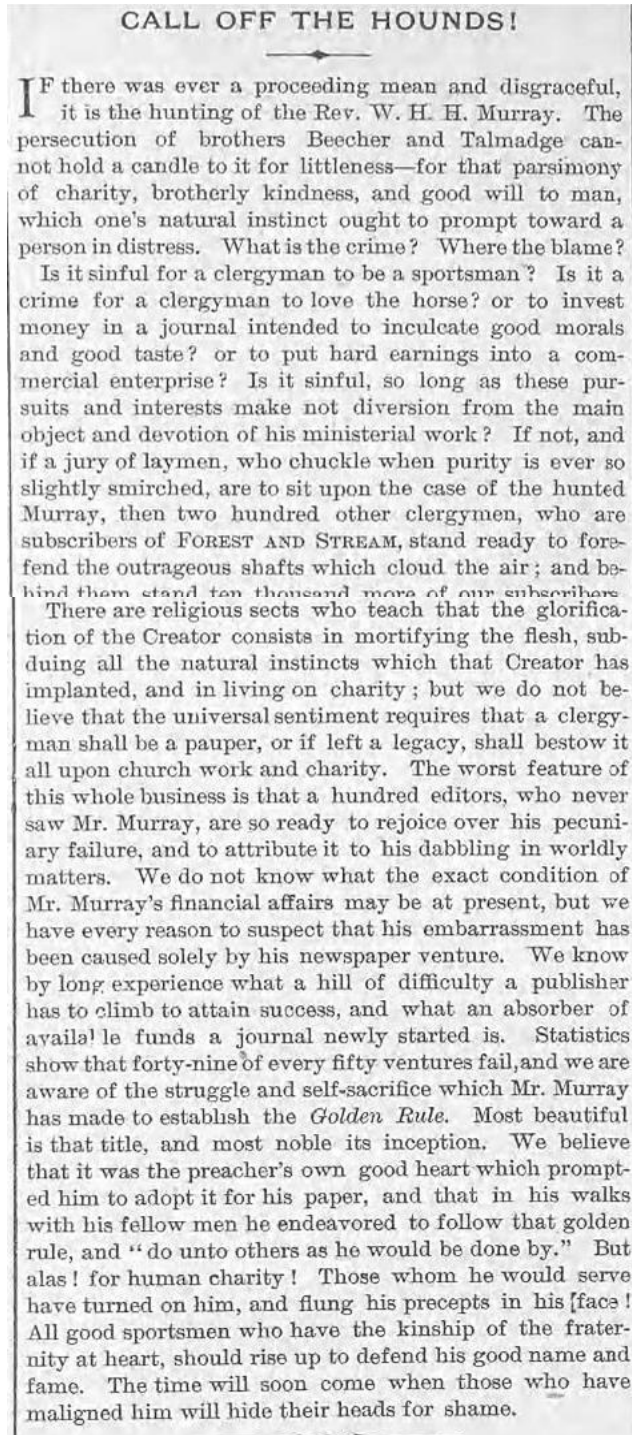 CALL OFF THE HOUNDS!
IF there was ever a proceeding mean and disgraceful,
it is the hunting of the Rev. W. H. H. Murray. The
persecution of brothers Beecher and Talmadge can-
not hold a candle to it for littleness—for that parsimony
of charity, brotherly kindness, and good will to man,
which one's natural instinct ought to prompt toward a
person in distress. What is the crime? Where the blame?
Is it sinful for a clergyman to be a sportsman? Is it a
crime for a clergyman to love the horse? or to invest
money in a journal intended to inculcate good morals
and good taste? or to put hard earnings into a com-
mercial enterprise? Is it sinful, so long as these pur-
suits and interests make not diversion from the main
object and devotion of his ministerial work? If not, and
if a jury of laymen, who chuckle when purity is ever so
slightly smirched, are to sit upon the case of the hunted
Murray, then two hundred other clergymen, who are
subscribers of FOREST AND STREAM, stand ready to fore-
fend the outrageous shafts which cloud the air; and be-
hind them stand ten thousand more of our subscribers.
There are religious sects who teach that the glorifica-
tion of the Creator consists in mortifying the flesh, sub-
duing all the natural instincts which that Creator has
implanted, and in living on charity; but we do not be-
lieve that the universal sentiment requires that a clergy-
man shall be a pauper, or if left a legacy, shall bestow it
all upon church work and charity. The worst feature of
this whole business is that a hundred editors, who never
saw Mr. Murray, are so ready to rejoice over his pecuni-
ary failure, and to attribute it to his dabbling in worldly
matters. We do not know what the exact condition of
Mr. Murray's financial affairs may be at present, but we
have every reason to suspect that his embarrassment has
been caused solely by his newspaper venture. We know
by long experience what a hill of difficulty a publisher
has to climb to attain success, and what an absorber of
availa le funds a journal newly started is. Statistics
show that forty-nine of every fifty ventures fail, and we are
aware of the struggle and self-sacrifice which Mr. Murray
has made to establish the Golden Rule. Most beautiful
is that title, and most noble its inception. We believe
that it was the preacher's own good heart which prompt-
ed him to adopt it for his paper, and that in his walks
with his fellow men he endeavored to follow that golden
rule, and "do unto others as he would be done by." But
alas! for human charity! Those whom he would serve
have turned on him, and flung his precepts in his [face!
All good sportsmen who have the kinship of the frater-
nity at heart, should rise up to defend his good name and
fame. The time will soon come when those who have
maligned him will hide their heads for shame.